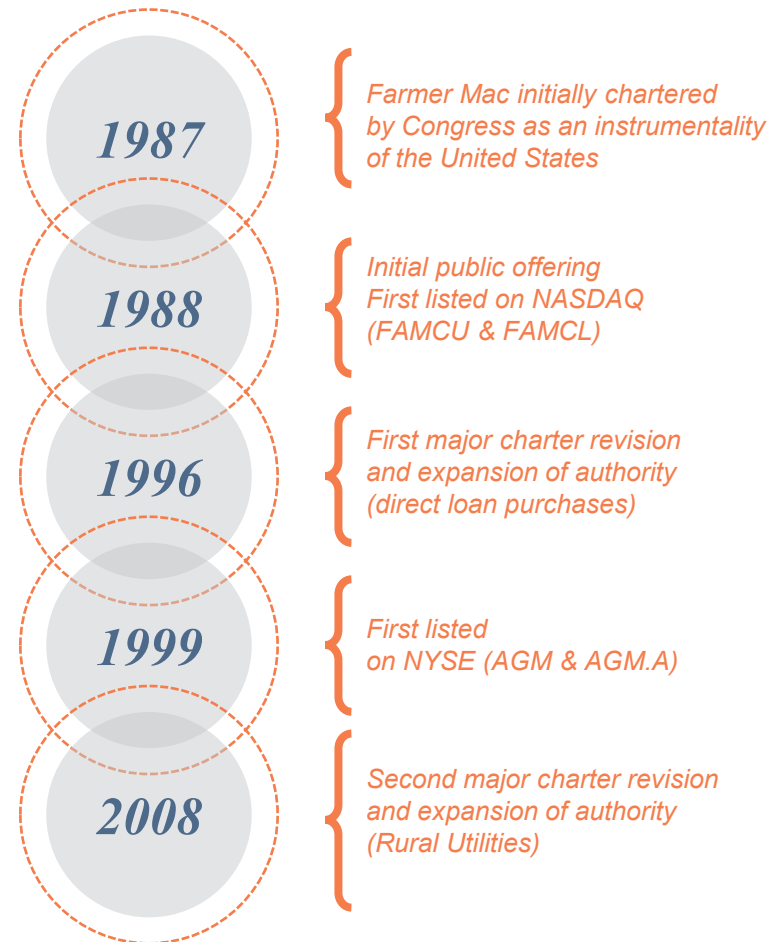 1987
Farmer Mac initially chartered
by Congress as an instrumentality
of the United States
1988
Initial public offering
First listed on NASDAQ
(FAMCU & FAMCL)
1996
First major charter revision
and expansion of authority
(direct loan purchases)
1999
First listed
on NYSE (AGM & AGM.A)
2008
Second major charter revision
and expansion of authority
(Rural Utilities)